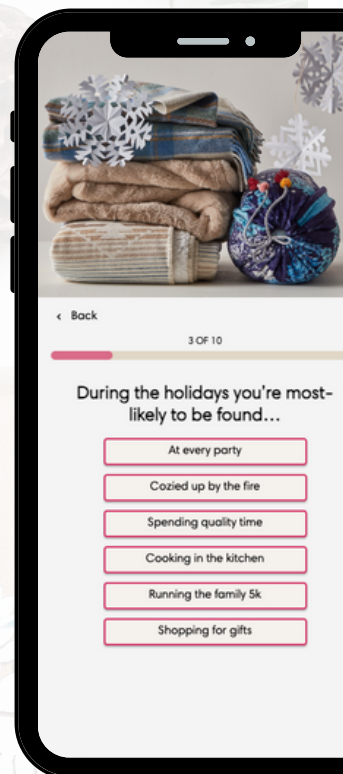 ‹ Back
3 OF 10
During the holidays you're most-
likely to be found...
At every party
Cozied up by the fire
Spending quality time
Cooking in the kitchen
Running the family 5k
Shopping for gifts